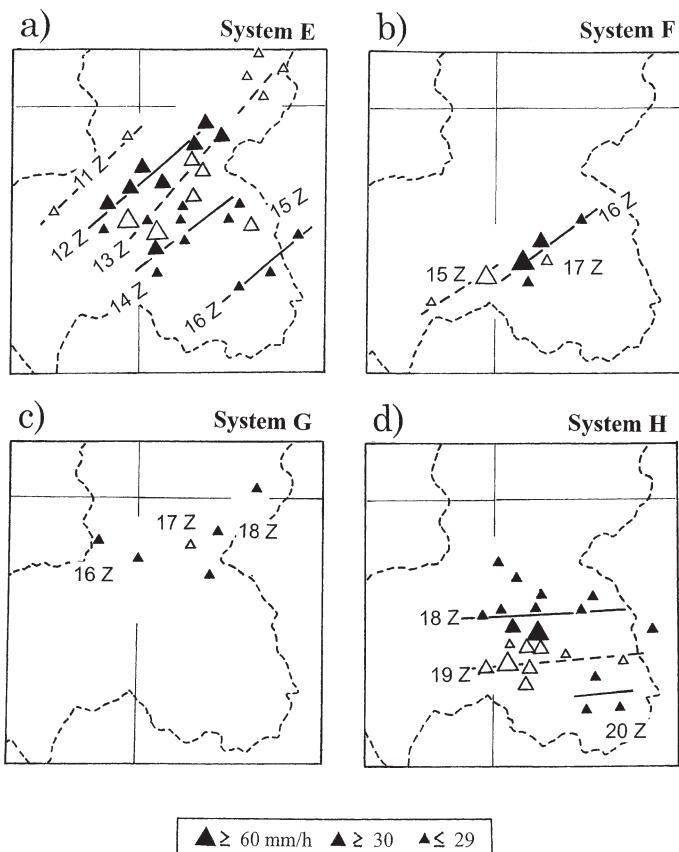 a)
System E
11 Z
12 Z
13 Z
14 Z
15 Z
16 Z
b)
System F
15 Z
16 Z
17 Z
c)
System G
16 Z
17 Z
18 Z
d)
System H
18 Z
19 Z
20 Z
≥ 60 mm/h ≥ 30 ≤ 29